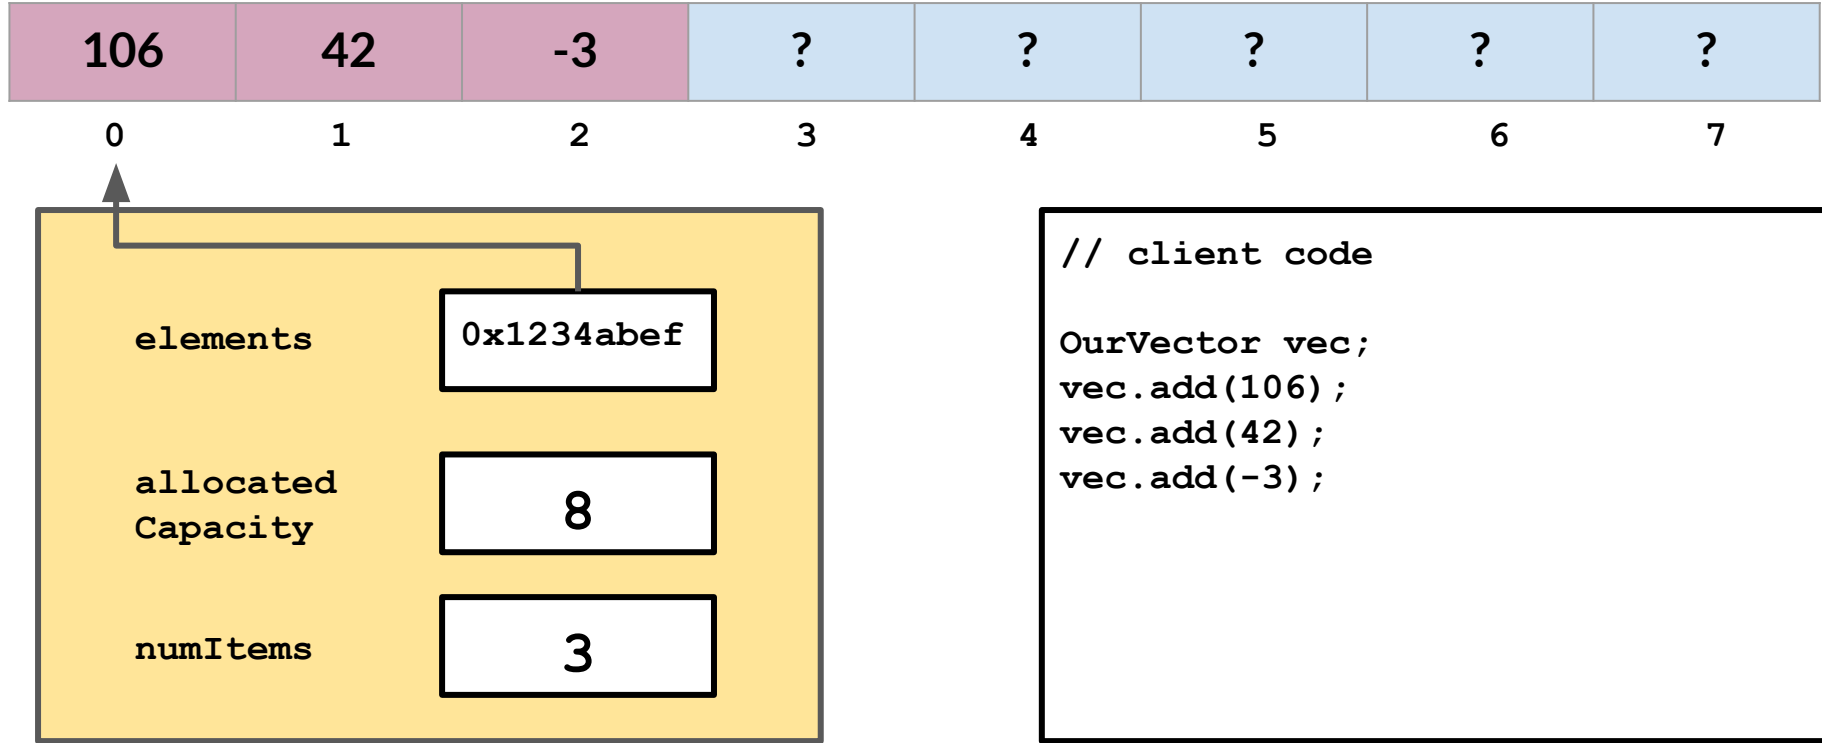 106 42 -3 ? ? ? ? ?
0 1 2 3 4 5 6 7
elements 0x1234abef
allocated
Capacity 8
numItems 3
// client code
OurVector vec;
vec.add(106);
vec.add(42);
vec.add(-3);